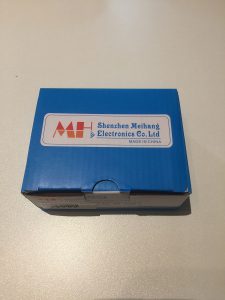 MH
Shenzhen Meihang
Electronics Co.Ltd
MADE IN CHINA